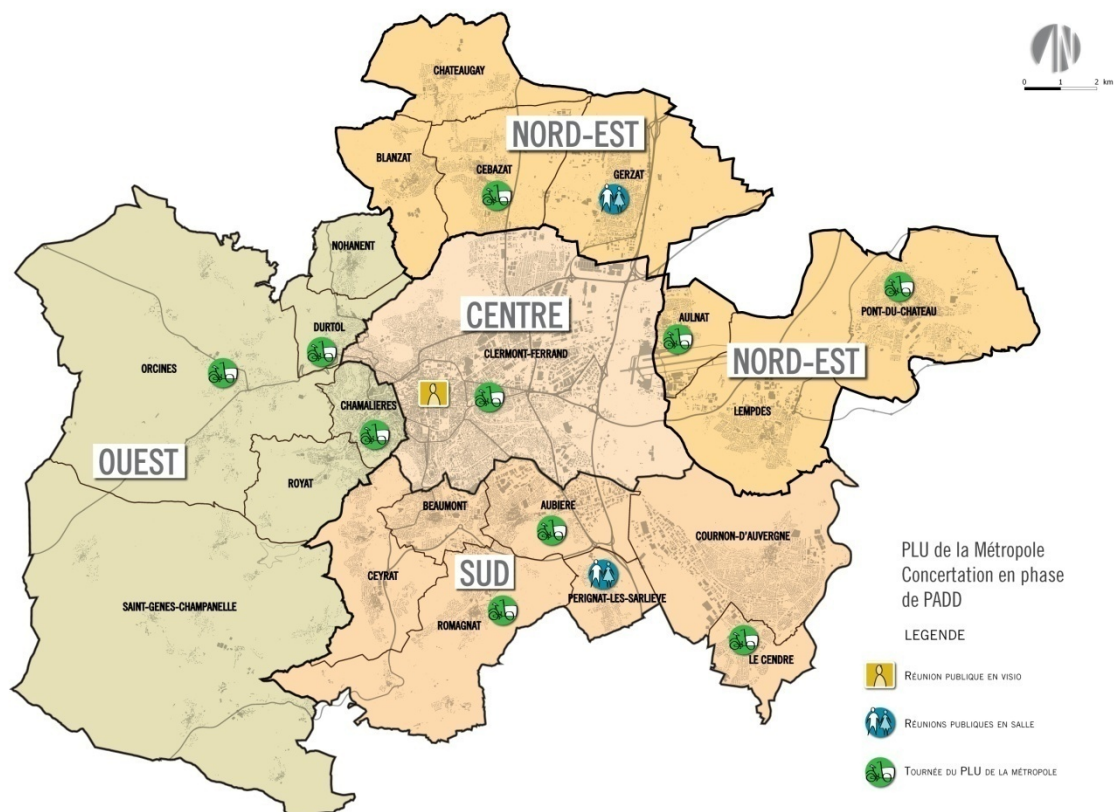 CHATEAUGAY
0 1 2 km
NORD-EST
BLANZAT
CEBAZAT
GERZAT
NOHANENT
CENTRE
DURTOL
AULNAT
PONT-DU-CHATEAU
CLERMONT-FERRAND
NORD-EST
ORCINES
CHAMALIERES
LEMPDES
OUEST
ROYAT
BEAUMONT
AUBIERE
COURNON-D'AUVERGNE
CEYRAT
SUD
PERIGNAT-LES-SARLIEVE
SAINT-GENES-CHAMPANELLE
ROMAGNAT
LE CENDRE
PLU de la Métropole
Concertation en phase
de PADD
LEGENDE
RÉUNION PUBLIQUE EN VISIO
RÉUNIONS PUBLIQUES EN SALLE
TOURNÉE DU PLU DE LA MÉTROPOLE